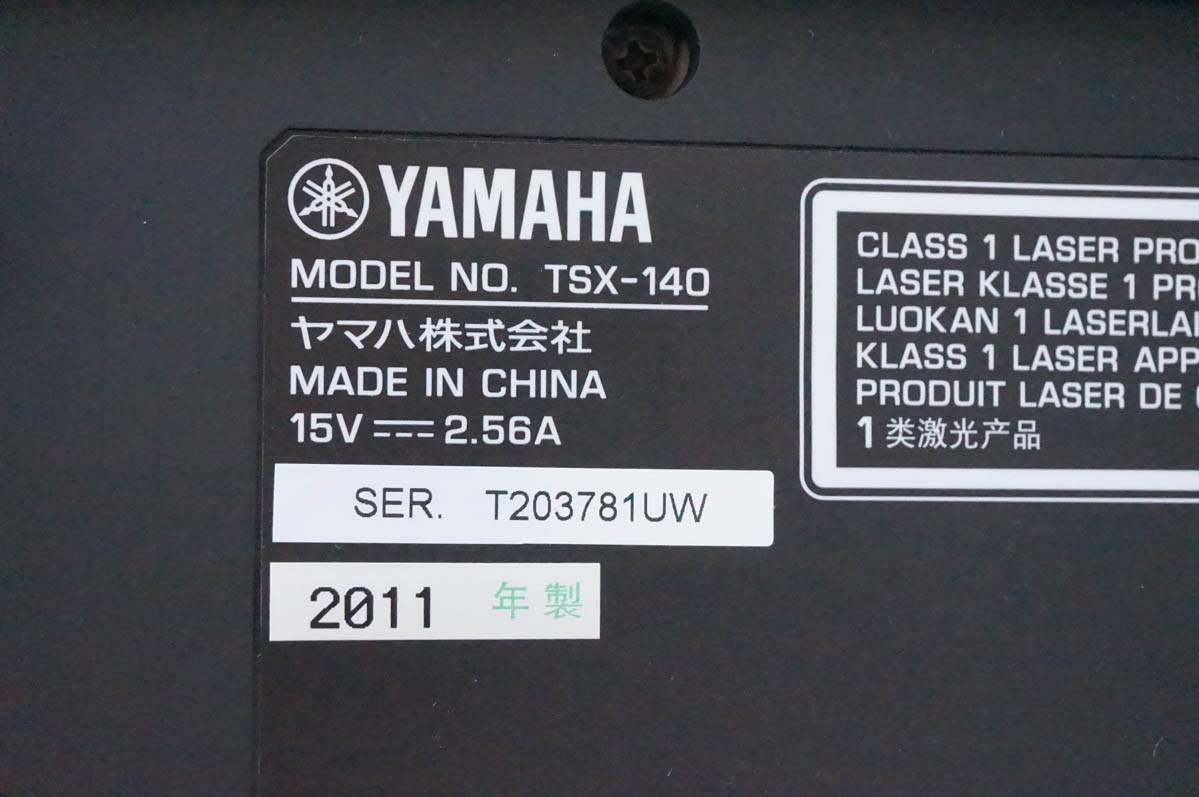 YAMAHA
MODEL NO. TSX-140
ヤマハ株式会社
MADE IN CHINA
15V ⎓ 2.56A
SER. T203781UW
2011 年製
CLASS 1 LASER
LASER KLASSE 1
LUOKAN 1
KLASS 1 LASER
PRODUIT LASER DE
1类激光产品